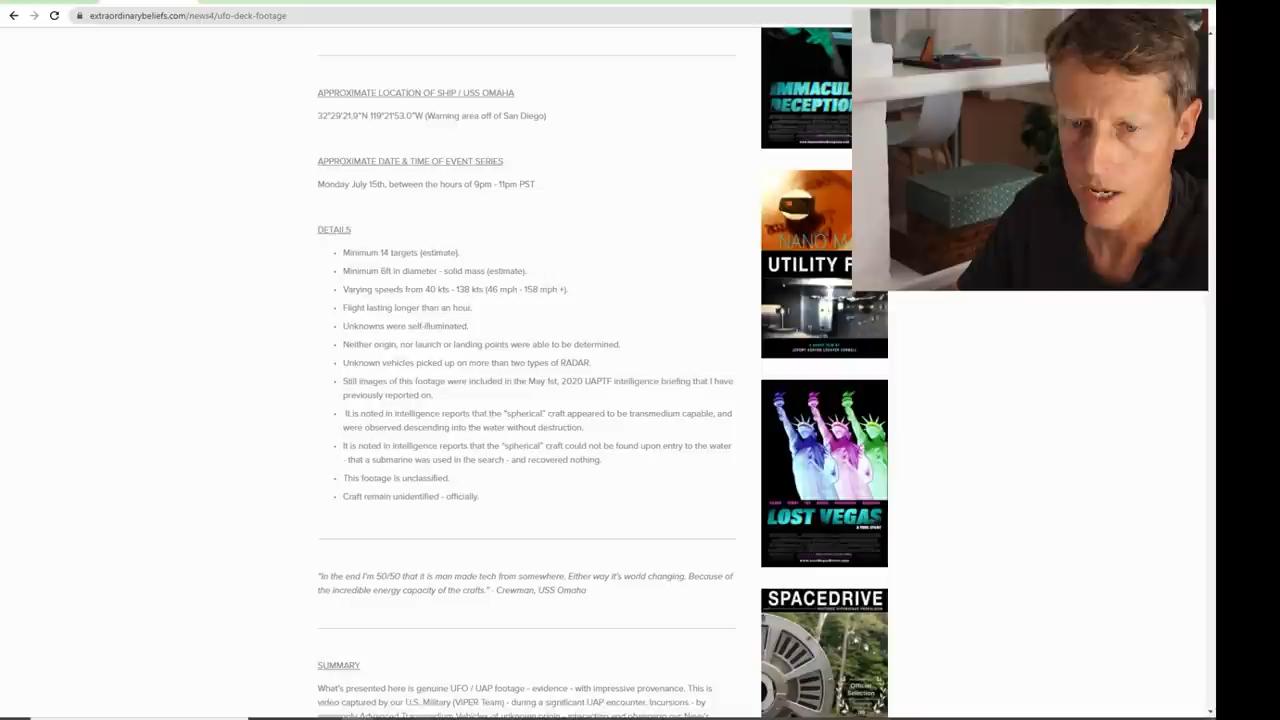 extraordinarybeliefs.com/news4/ufo-deck-footage
APPROXIMATE LOCATION OF SHIP / USS OMAHA
32°29'21.9"N 119°21'53.0"W (Warning area off of San Diego)
APPROXIMATE DATE & TIME OF EVENT SERIES
Monday July 15th, between the hours of 9pm - 11pm PST
DETAILS
Minimum 14 targets (estimate).
Minimum 6ft in diameter - solid mass (estimate).
Varying speeds from 40 kts - 138 kts (46 mph - 158 mph +).
Flight lasting longer than an hour.
Unknowns were self-illuminated.
Neither origin, nor launch or landing points were able to be determined.
Unknown vehicles picked up on more than two types of RADAR.
Still images of this footage were included in the May 1st, 2020 UAPTF intelligence briefing that I have
previously reported on.
It is noted in intelligence reports that the "spherical" craft appeared to be transmedium capable, and
were observed descending into the water without destruction.
It is noted in intelligence reports that the "spherical" craft could not be found upon entry to the water
- that a submarine was used in the search - and recovered nothing.
This footage is unclassified.
Craft remain unidentified - officially.
"In the end I'm 50/50 that it is man made tech from somewhere. Either way it's world changing. Because of
the incredible energy capacity of the crafts." - Crewman, USS Omaha
SUMMARY
What's presented here is genuine UFO / UAP footage - evidence - with impressive provenance. This is
video captured by our U.S. Military (VIPER Team) - during a significant UAP encounter. Incursions - by
IMMACUL
DECEPTIO
NANO M
UTILITY F
LOST VEGAS
SPACEDRIVE
Official
Selection